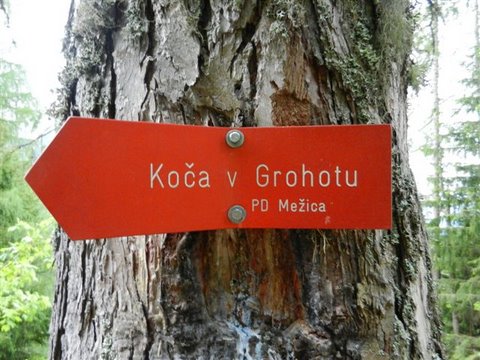 Koča v Grohotu
PD Mežica